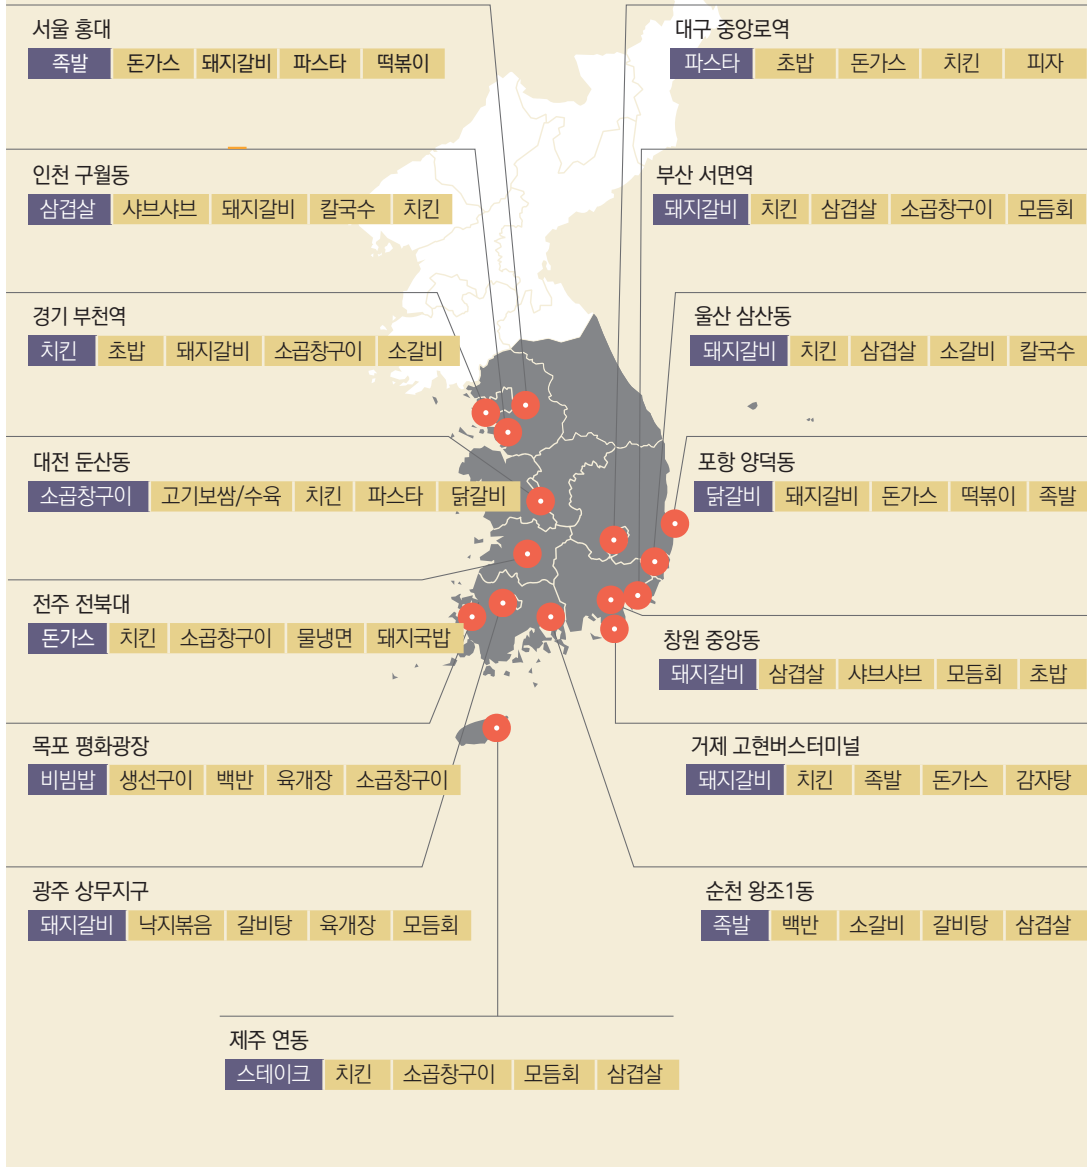 서울 홍대
족발 돈가스 돼지갈비 파스타 떡볶이
대구 중앙로역
파스타 초밥 돈가스 치킨 피자
인천 구월동
삼겹살 샤브샤브 돼지갈비 칼국수 치킨
부산 서면역
돼지갈비 치킨 삼겹살 소곱창구이 모듬회
경기 부천역
치킨 초밥 돼지갈비 소곱창구이 소갈비
울산 삼산동
돼지갈비 치킨 삼겹살 소갈비 칼국수
대전 둔산동
소곱창구이 고기보쌈/수육 치킨 파스타 닭갈비
포항 양덕동
닭갈비 돼지갈비 돈가스 떡볶이 족발
전주 전북대
돈가스 치킨 소곱창구이 물냉면 돼지국밥
창원 중앙동
돼지갈비 삼겹살 샤브샤브 모듬회 초밥
목포 평화광장
비빔밥 생선구이 백반 육개장 소곱창구이
거제 고현버스터미널
돼지갈비 치킨 족발 돈가스 감자탕
광주 상무지구
돼지갈비 낙지볶음 갈비탕 육개장 모듬회
순천 왕조1동
족발 백반 소갈비 갈비탕 삼겹살
제주 연동
스테이크 치킨 소곱창구이 모듬회 삼겹살